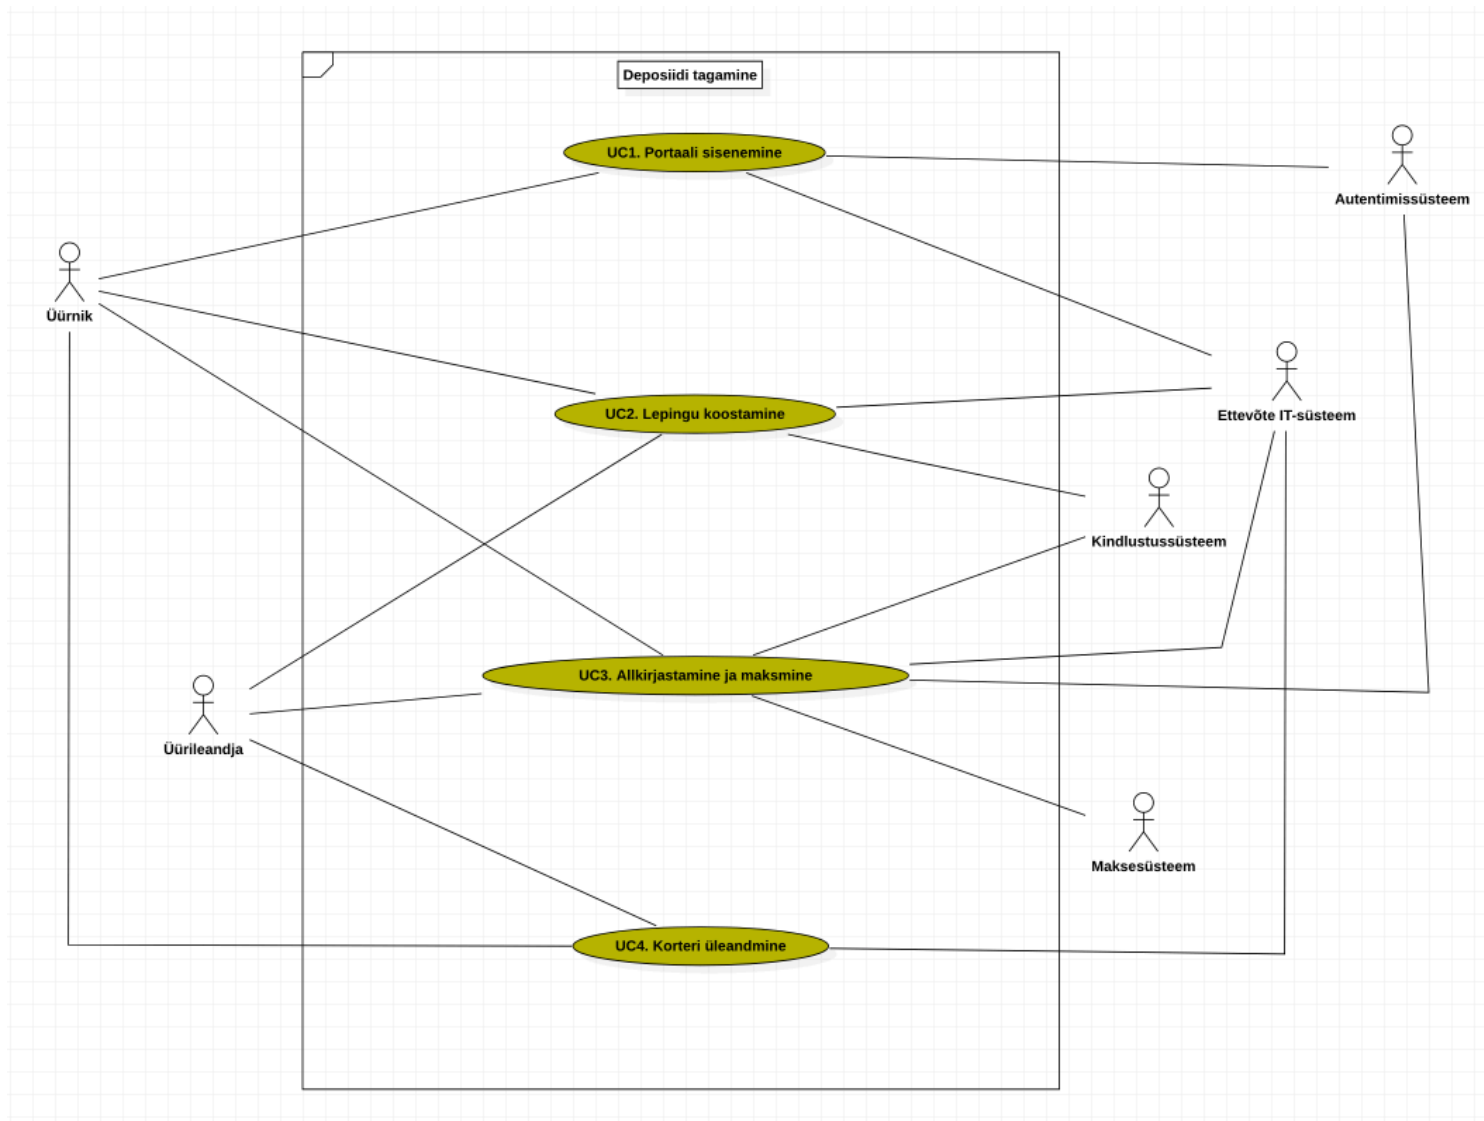 Deposiidi tagamine
UC1. Portaali sisenemine
Autentimissüsteem
Üürnik
UC2. Lepingu koostamine
Ettevõte IT-süsteem
Kindlustussüsteem
UC3. Allkirjastamine ja maksmine
Üürileandja
Maksesüsteem
UC4. Korteri üleandmine